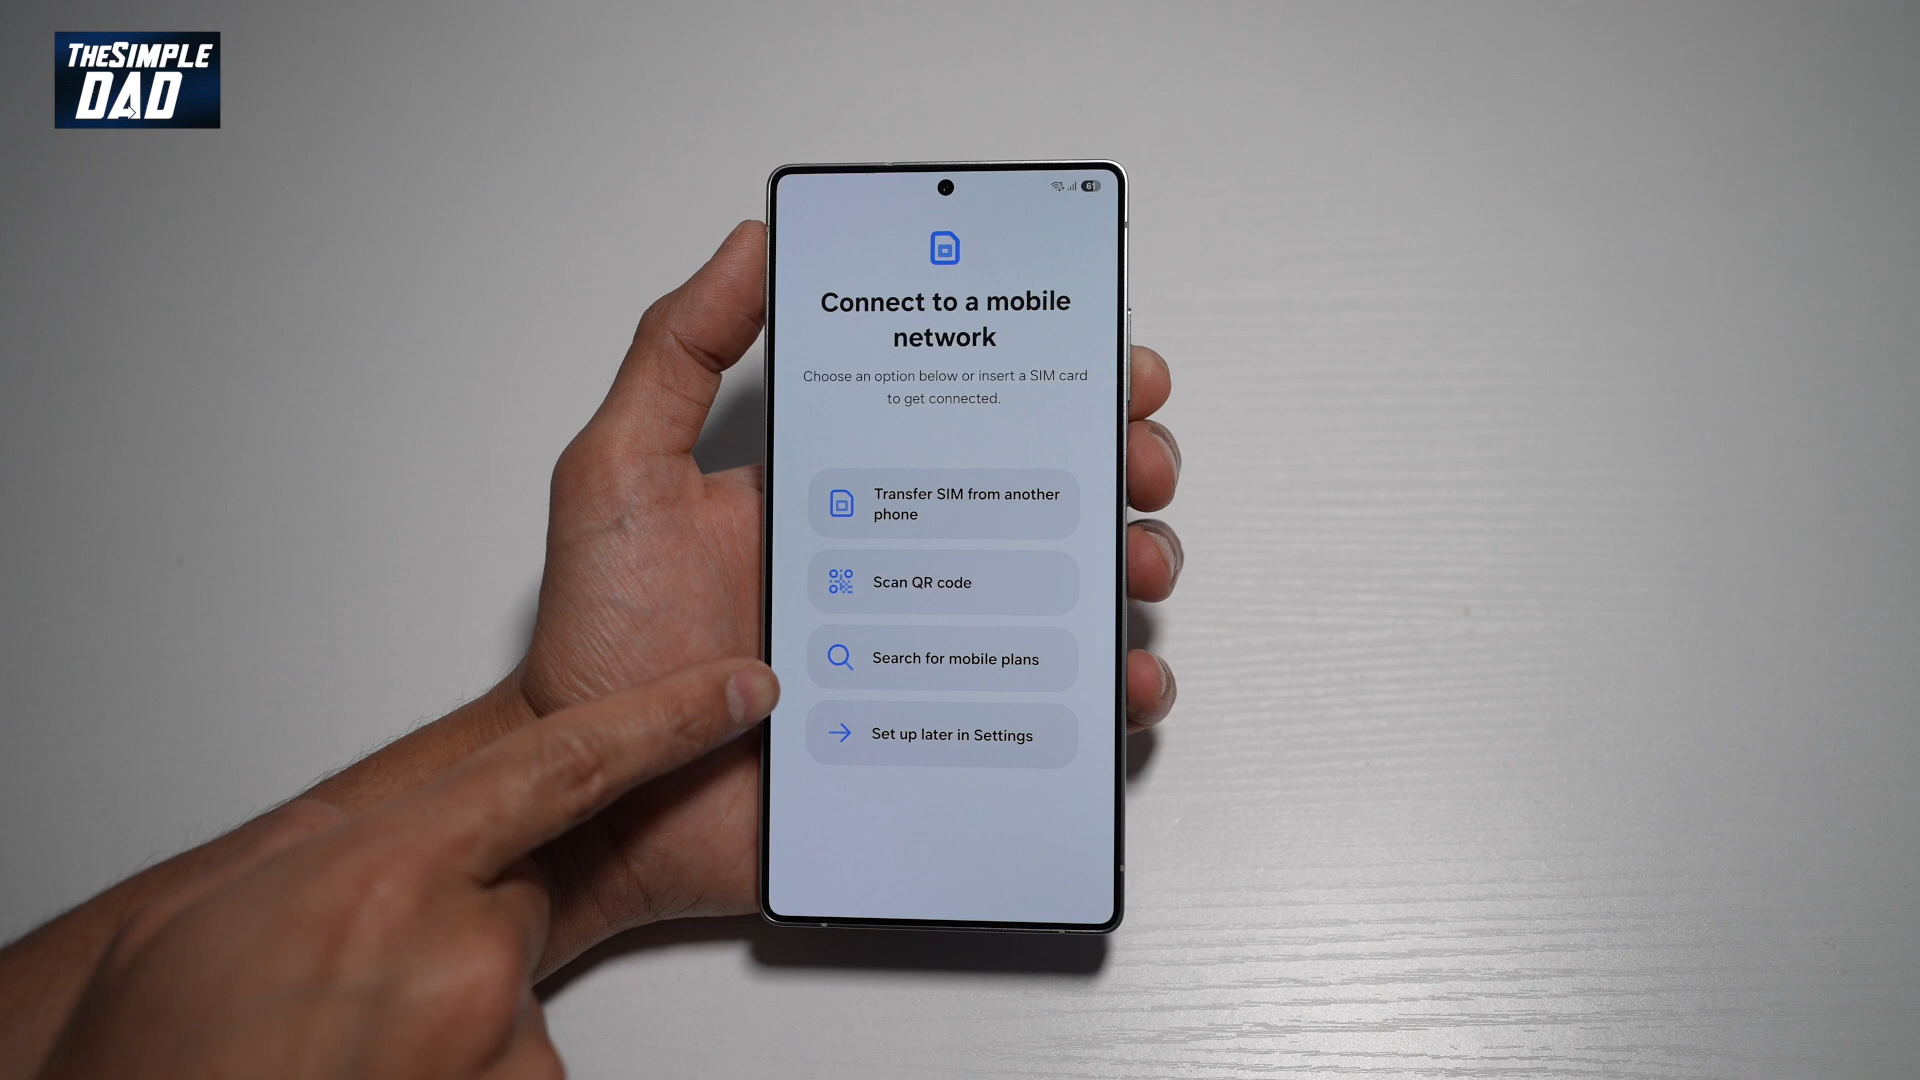 THESIMPLE
DAD
61
Connect to a mobile
network
Choose an option below or insert a SIM card
to get connected.
Transfer SIM from another
phone
Scan QR code
Search for mobile plans
Set up later in Settings